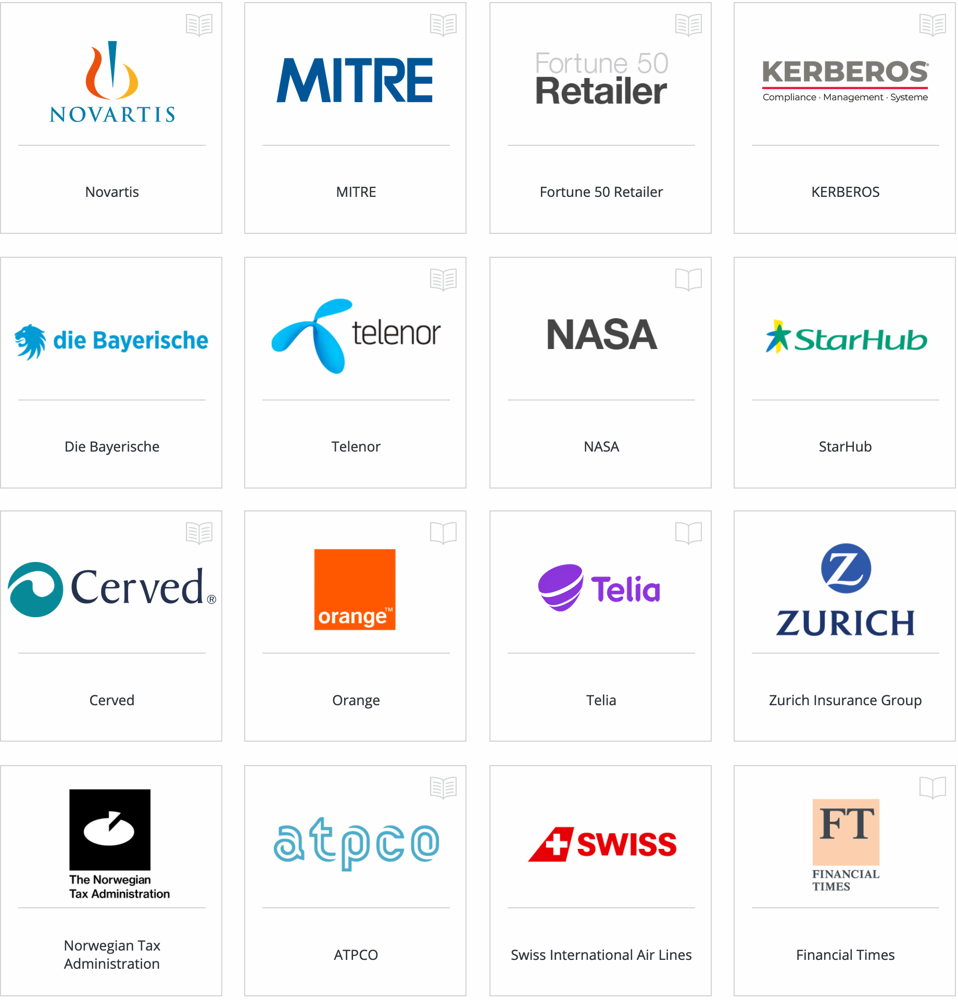 NOVARTIS
Novartis
MITRE
MITRE
Fortune 50
Retailer
Fortune 50 Retailer
KERBEROS®
Compliance · Management · Systeme
KERBEROS
die Bayerische
Die Bayerische
telenor
Telenor
NASA
NASA
StarHub
StarHub
Cerved®
Cerved
orange™
Orange
Telia
Telia
Z
ZURICH
Zurich Insurance Group
The Norwegian
Tax Administration
Norwegian Tax
Administration
atpco
ATPCO
SWISS
Swiss International Air Lines
FT
FINANCIAL
TIMES
Financial Times